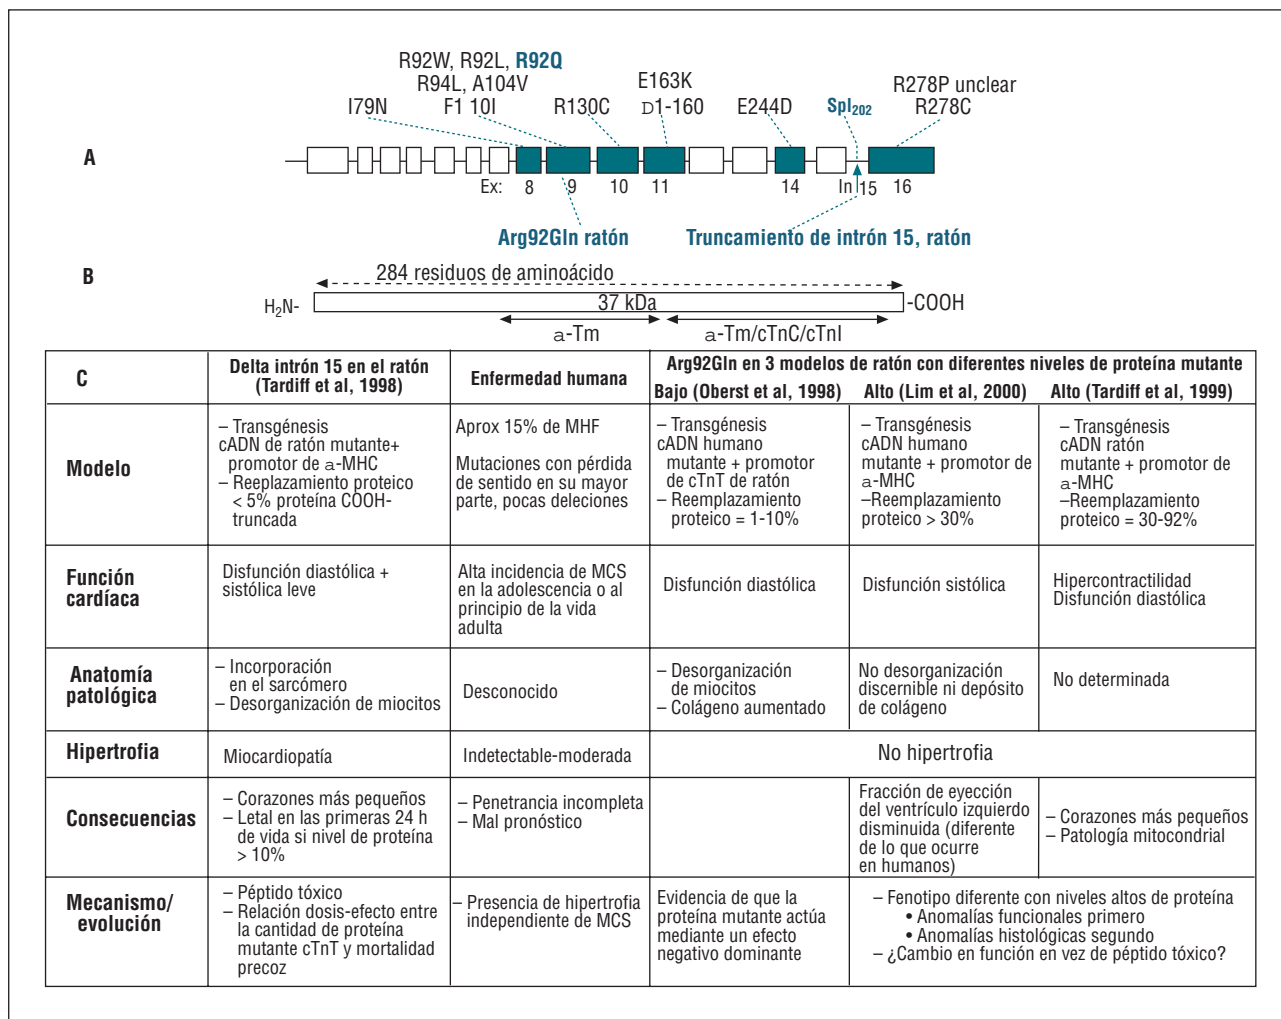 R92W, R92L, R92Q
R94L, A104V
F1 10I
I79N
R130C
E163K
D1-160
E244D
Spl202
R278P unclear
R278C
A
Ex: 8 9 10 11 14 In 15 16
Arg92Gln ratón
Truncamiento de intrón 15, ratón
B
284 residuos de aminoácido
H2N-
37 kDa
-COOH
a-Tm
a-Tm/cTnC/cTnI
C
Delta intrón 15 en el ratón
(Tardiff et al, 1998)
Enfermedad humana
Arg92Gln en 3 modelos de ratón con diferentes niveles de proteína mutante
Bajo (Oberst et al, 1998)
Alto (Lim et al, 2000)
Alto (Tardiff et al, 1999)
Modelo
– Transgénesis
cADN de ratón mutante+
promotor de a-MHC
– Reeplazamiento proteico
< 5% proteína COOH-
truncada
Aprox 15% de MHF
Mutaciones con pérdida
de sentido en su mayor
parte, pocas deleciones
– Transgénesis
cADN humano
mutante + promotor
de cTnT de ratón
– Reemplazamiento
proteico = 1-10%
– Transgénesis
cADN humano
mutante + promotor de
a-MHC
–Reemplazamiento
proteico > 30%
– Transgénesis
cADN ratón
mutante + promotor de
a-MHC
–Reemplazamiento
proteico = 30-92%
Función
cardíaca
Disfunción diastólica +
sistólica leve
Alta incidencia de MCS
en la adolescencia o al
principio de la vida
adulta
Disfunción diastólica
Disfunción sistólica
Hipercontractilidad
Disfunción diastólica
Anatomía
patológica
– Incorporación
en el sarcómero
– Desorganización de miocitos
Desconocido
– Desorganización
de miocitos
– Colágeno aumentado
No desorganización
discernible ni depósito
de colágeno
No determinada
Hipertrofia
Miocardiopatía
Indetectable-moderada
No hipertrofia
Consecuencias
– Corazones más pequeños
– Letal en las primeras 24 h
de vida si nivel de proteína
> 10%
– Penetrancia incompleta
– Mal pronóstico
Fracción de eyección
del ventrículo izquierdo
disminuida (diferente
de lo que ocurre
en humanos)
– Corazones más pequeños
– Patología mitocondrial
Mecanismo/
evolución
– Péptido tóxico
– Relación dosis-efecto entre
la cantidad de proteína
mutante cTnT y mortalidad
precoz
– Presencia de hipertrofia
independiente de MCS
Evidencia de que la
proteína mutante actúa
mediante un efecto
negativo dominante
– Fenotipo diferente con niveles altos de proteína
• Anomalías funcionales primero
• Anomalías histológicas segundo
– ¿Cambio en función en vez de péptido tóxico?